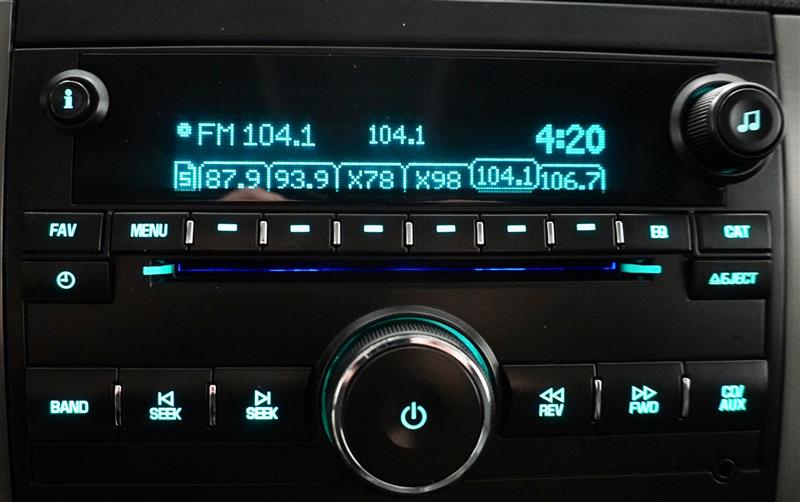 i
FM 104.1 104.1 4:20
5 87.9 93.9 X78 X98 104.1 106.7
FAV MENU EQ CAT
EJECT
BAND SEEK SEEK REV FWD CD/
AUX